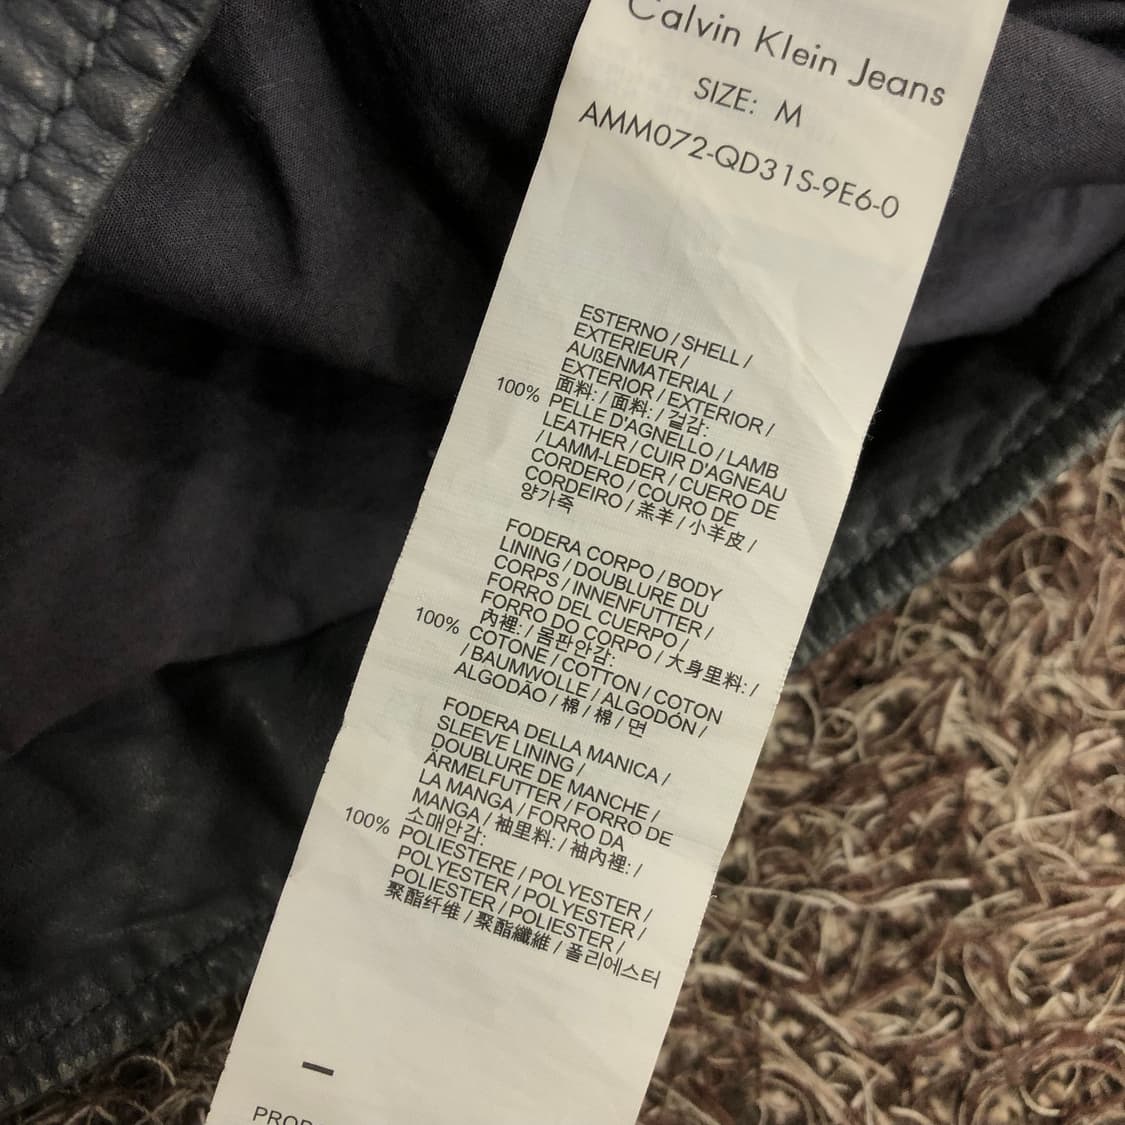 Calvin Klein Jeans
SIZE: M
AMM072-QD31S-9E6-0
ESTERNO / SHELL /
EXTERIEUR /
AUßENMATERIAL /
EXTERIOR / EXTERIOR /
面料: / 面料: / 겉감:
100% PELLE D'AGNELLO / LAMB
LEATHER / CUIR D'AGNEAU
/ LAMM-LEDER / CUERO DE
CORDERO / COURO DE
CORDEIRO / 羔羊 / 小羊皮 /
양가죽
FODERA CORPO / BODY
LINING / DOUBLURE DU
CORPS / INNENFUTTER /
FORRO DEL CUERPO /
FORRO DO CORPO / 大身里料: /
內裡: / 몸판안감:
100% COTONE / COTTON / COTON
/ BAUMWOLLE / ALGODÓN /
ALGODÃO / 棉 / 棉 / 면
FODERA DELLA MANICA /
SLEEVE LINING /
DOUBLURE DE MANCHE /
ÄRMELFUTTER / FORRO DE
LA MANGA / FORRO DA
MANGA / 袖里料: / 袖內裡: /
소매안감:
100% POLIESTERE / POLYESTER /
POLYESTER / POLYESTER /
POLIESTER / POLIESTER /
聚酯纤维 / 聚酯纖維 / 폴리에스터